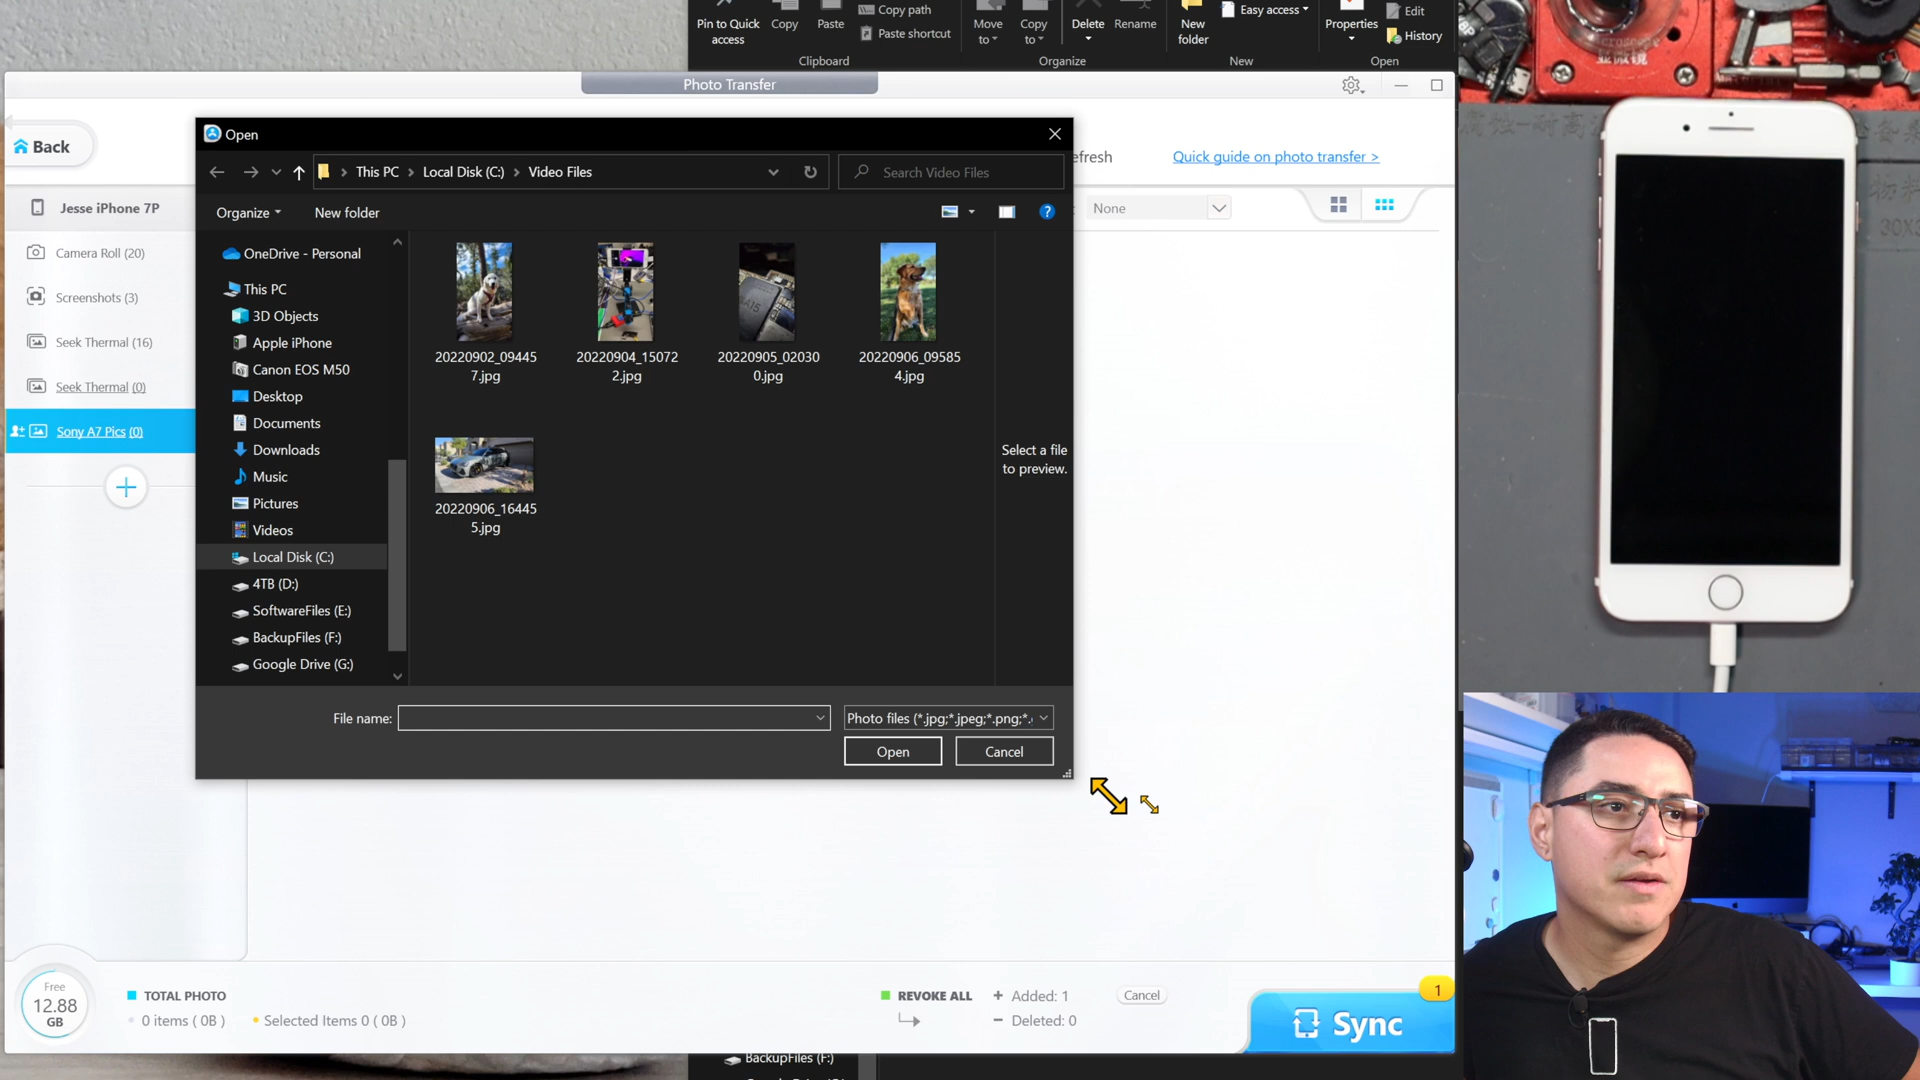 Pin to Quick access
Copy
Paste
Copy path
Paste shortcut
Move to
Copy to
Delete
Rename
New folder
Easy access
Properties
Edit
History
Clipboard
Organize
New
Open
Photo Transfer
Back
efresh
Quick guide on photo transfer >
None
Jesse iPhone 7P
Camera Roll (20)
Screenshots (3)
Seek Thermal (16)
Seek Thermal (0)
Sony A7 Pics (0)
Open
This PC > Local Disk (C:) > Video Files
Search Video Files
Organize
New folder
OneDrive - Personal
This PC
3D Objects
Apple iPhone
Canon EOS M50
Desktop
Documents
Downloads
Music
Pictures
Videos
Local Disk (C:)
4TB (D:)
SoftwareFiles (E:)
BackupFiles (F:)
Google Drive (G:)
20220902_09445
7.jpg
20220904_15072
2.jpg
20220905_02030
0.jpg
20220906_09585
4.jpg
20220906_16445
5.jpg
Select a file
to preview.
File name:
Photo files (*.jpg;*.jpeg;*.png;*.
Open
Cancel
Free
12.88
GB
TOTAL PHOTO
0 items ( 0B )
Selected Items 0 ( 0B )
REVOKE ALL
+ Added: 1
Cancel
− Deleted: 0
1
Sync
BackupFiles (F:)
A15
30X